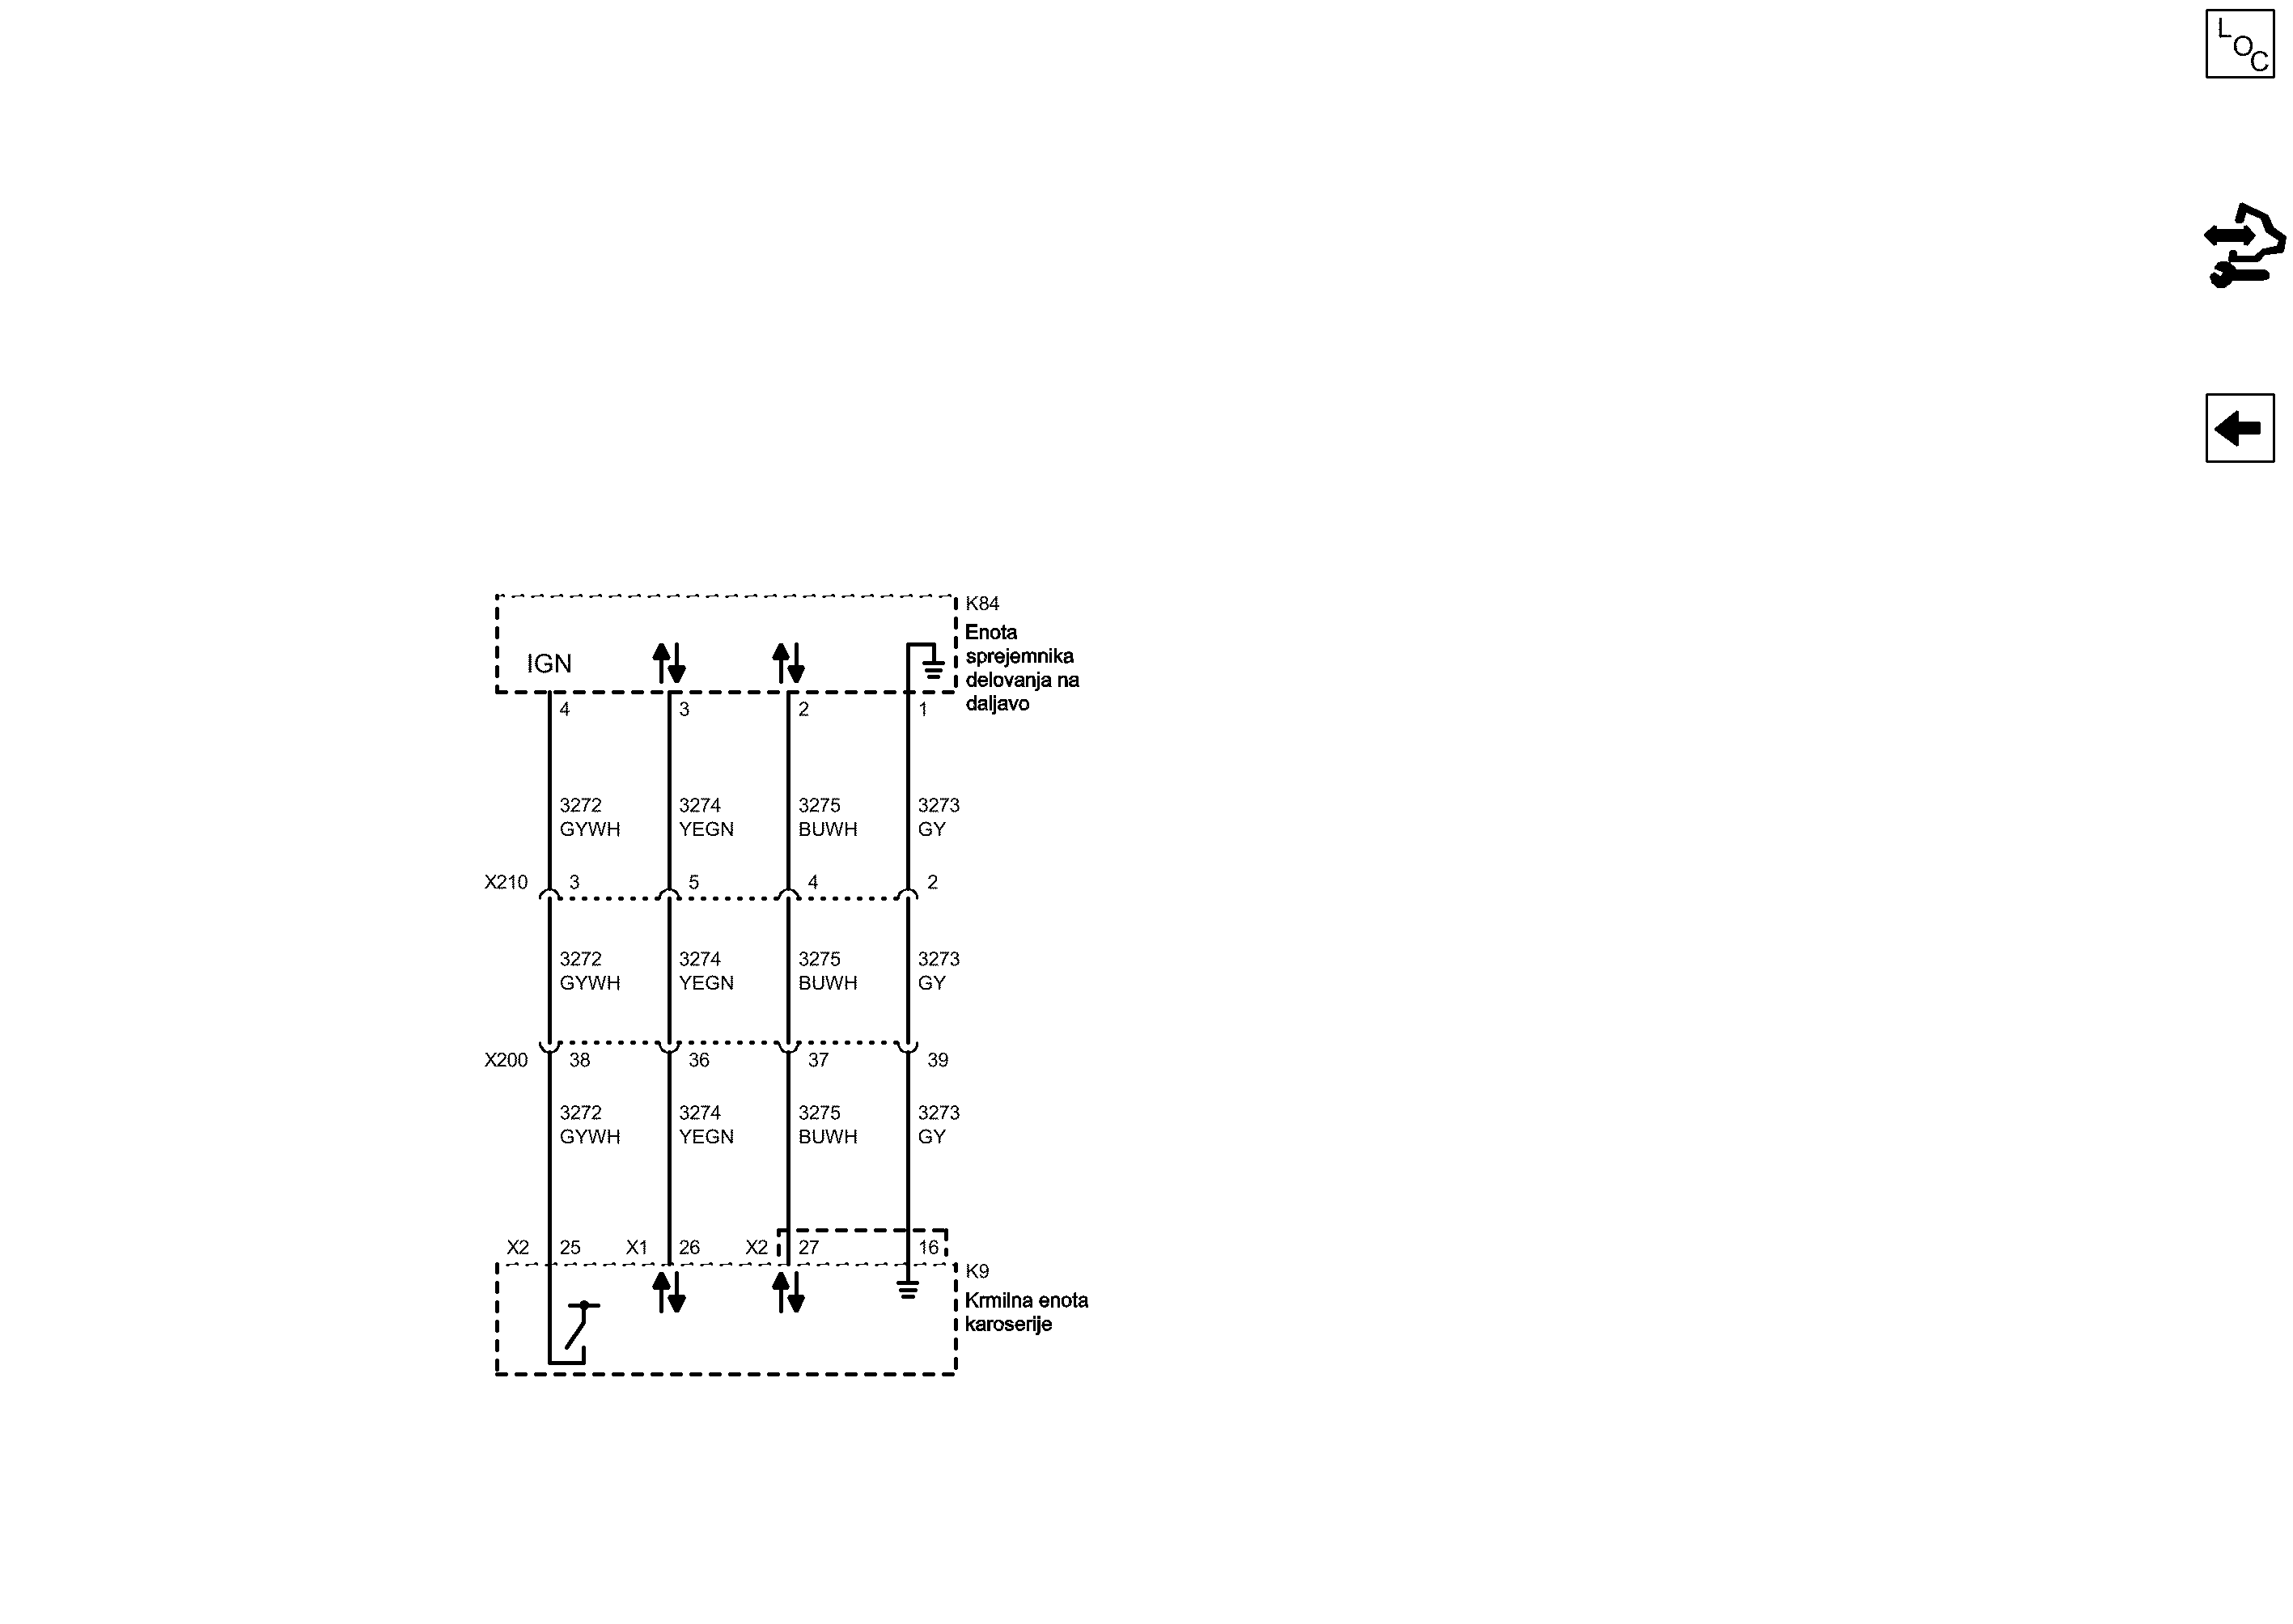 L
O
C
K84
Enota
sprejemnika
delovanja na
daljavo
IGN
4 3 2 1
3272 3274 3275 3273
GYWH YEGN BUWH GY
X210 3 5 4 2
3272 3274 3275 3273
GYWH YEGN BUWH GY
X200 38 36 37 39
3272 3274 3275 3273
GYWH YEGN BUWH GY
X2 25 X1 26 X2 27 16
K9
Krmilna enota
karoserije